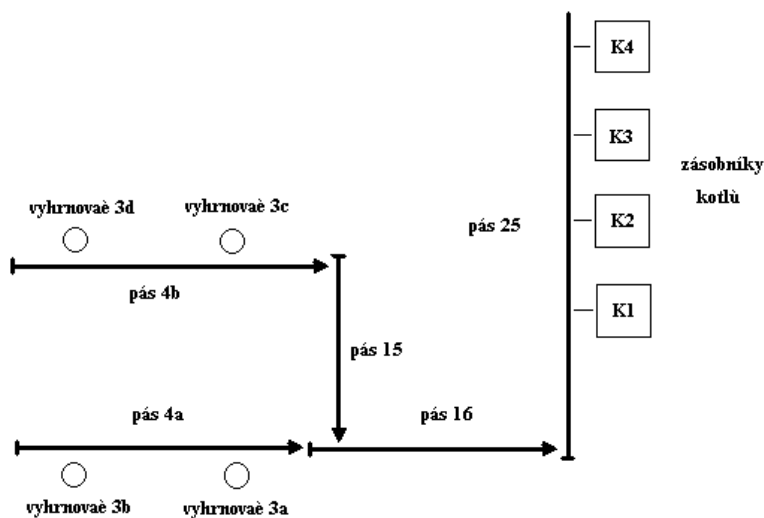 K4
K3
zásobníky
kotlù
vyhrnovaè 3d
vyhrnovaè 3c
K2
pás 25
pás 4b
K1
pás 15
pás 4a
pás 16
vyhrnovaè 3b
vyhrnovaè 3a